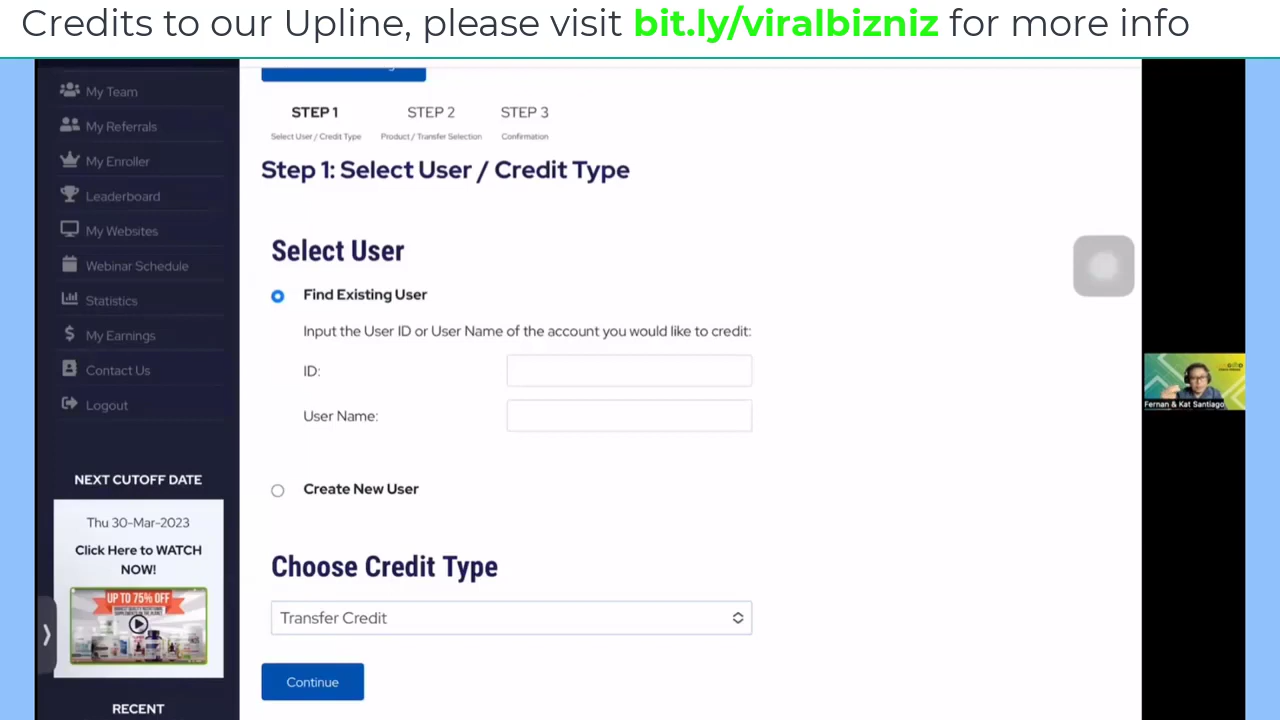 Credits to our Upline, please visit bit.ly/viralbizniz for more info
My Team
My Referrals
My Enroller
Leaderboard
My Websites
Webinar Schedule
Statistics
My Earnings
Contact Us
Logout
NEXT CUTOFF DATE
Thu 30-Mar-2023
Click Here to WATCH
NOW!
UP TO 75% OFF
RECENT
STEP 1
STEP 2
STEP 3
Select User / Credit Type
Product / Transfer Selection
Confirmation
Step 1: Select User / Credit Type
Select User
Find Existing User
Input the User ID or User Name of the account you would like to credit:
ID:
User Name:
Create New User
Choose Credit Type
Transfer Credit
Continue
Fernan & Kat Santiago